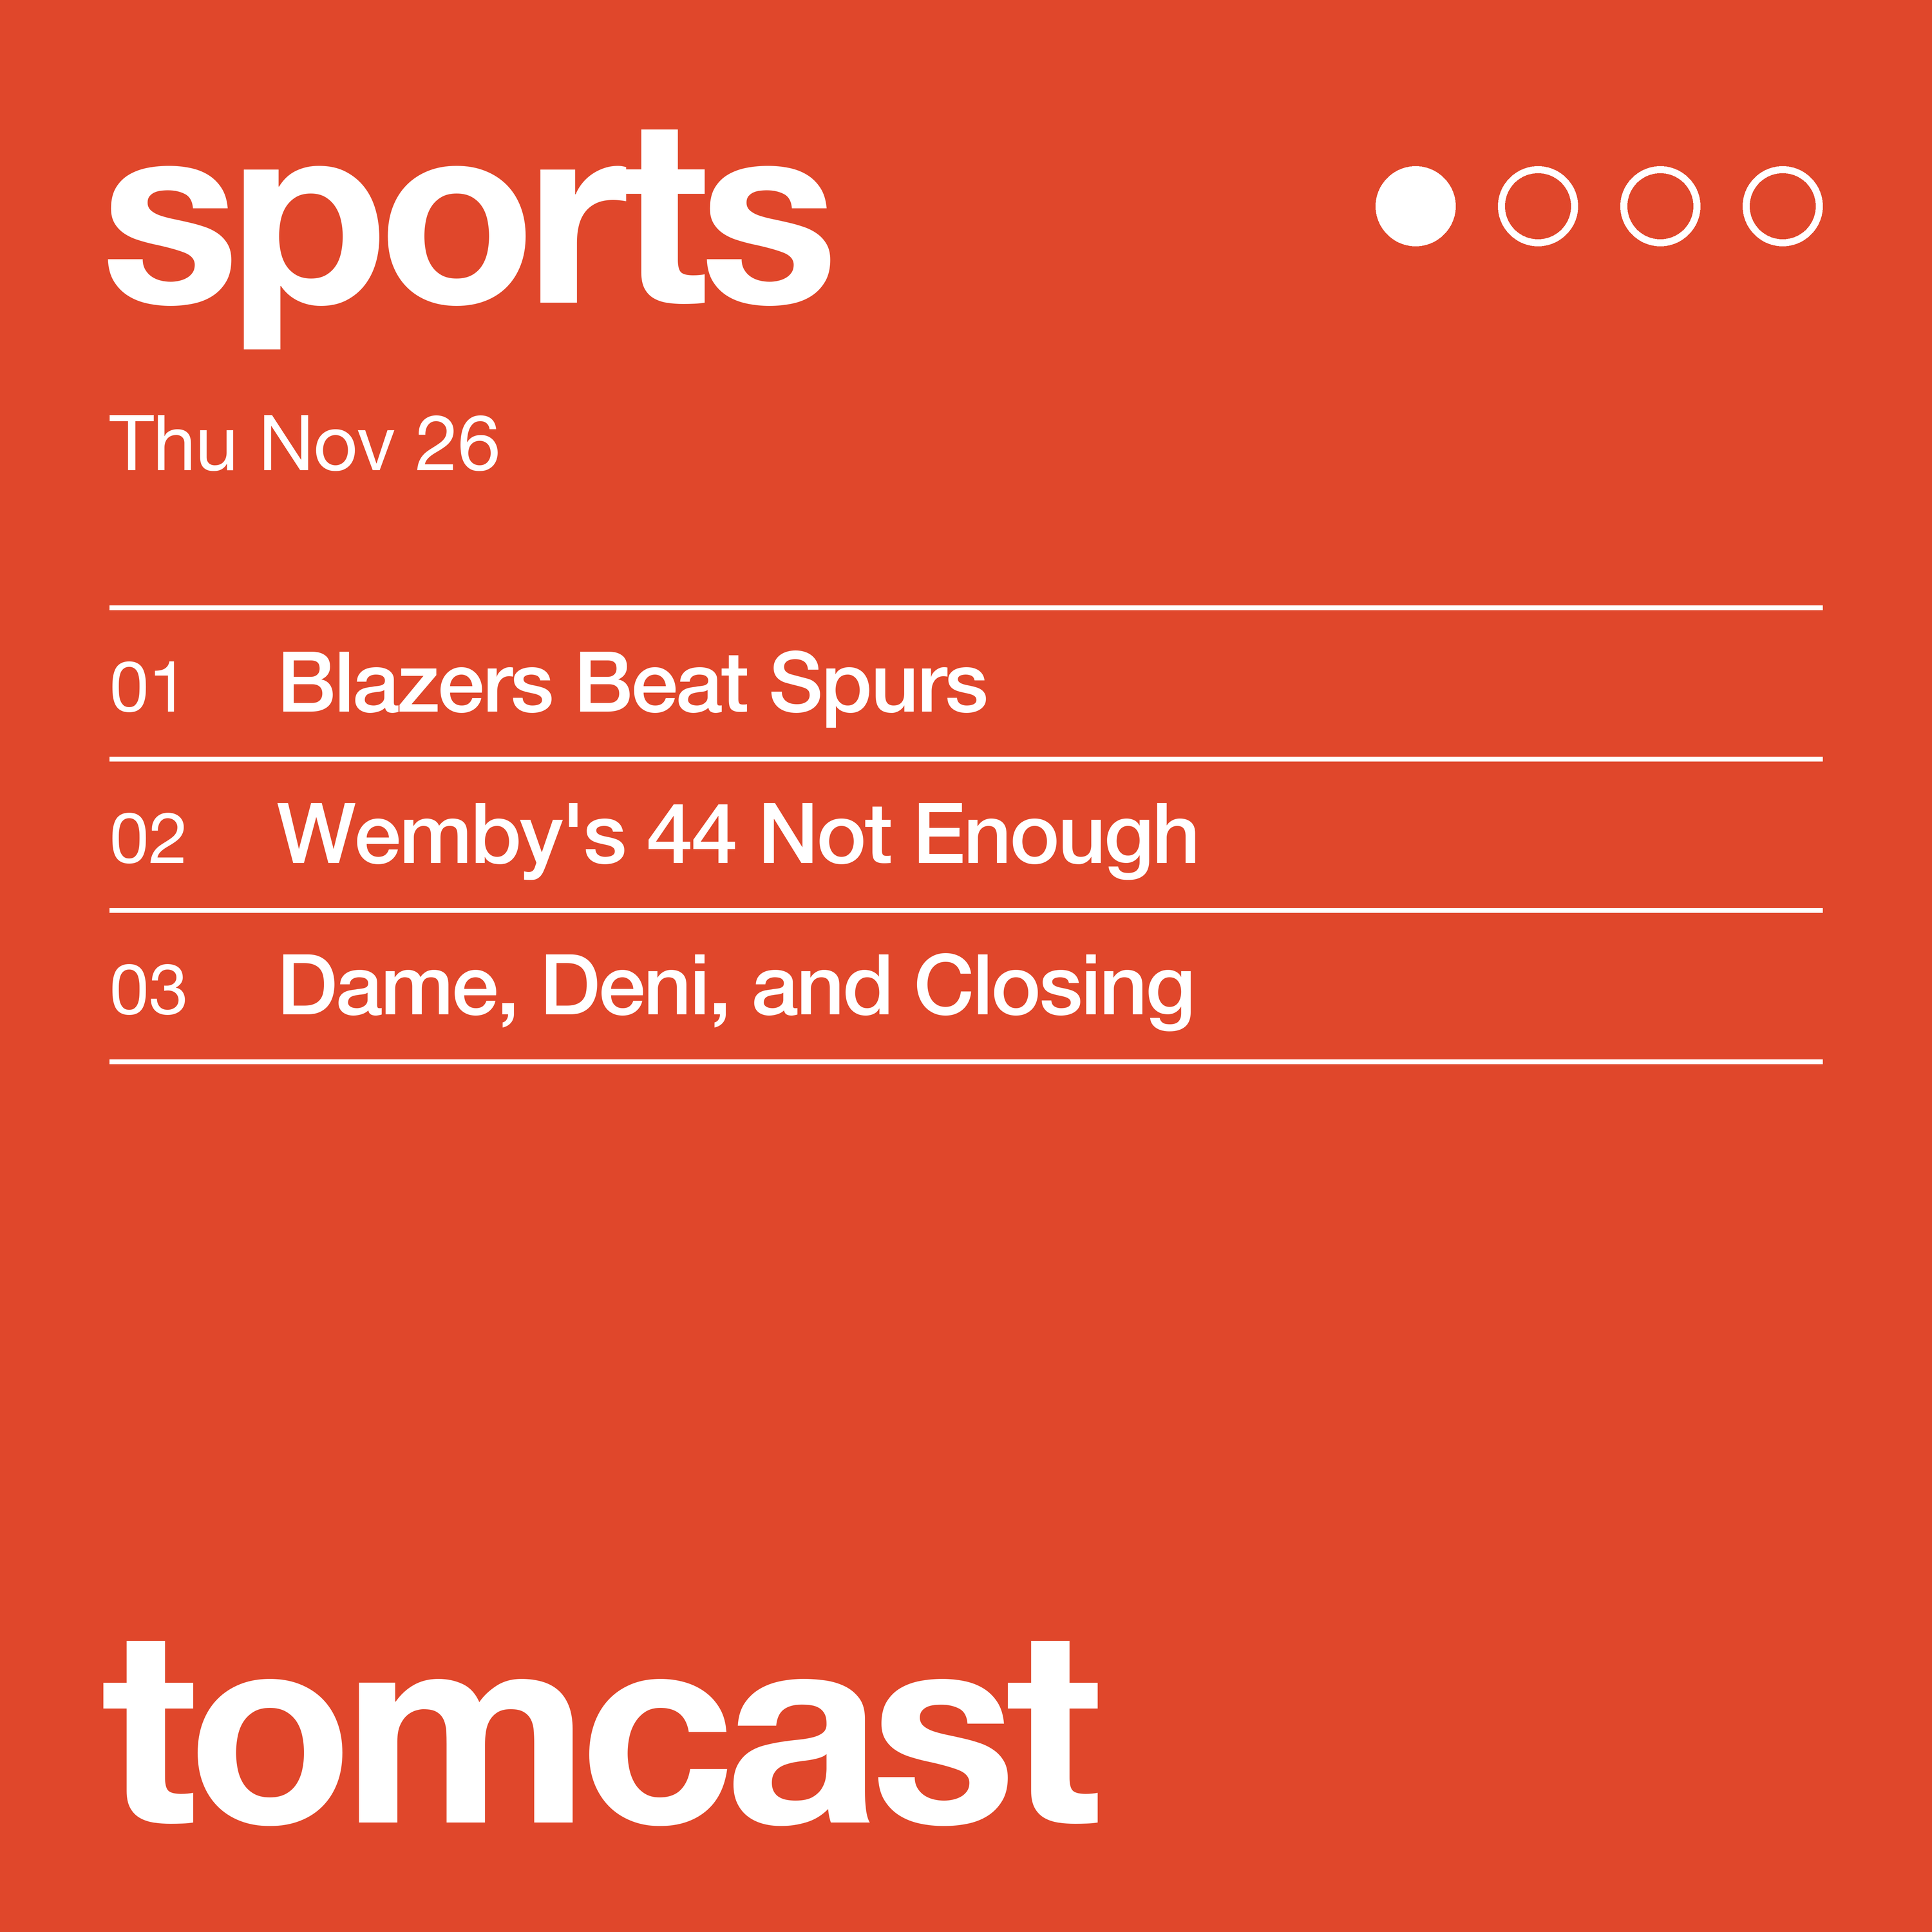 sports
Thu Nov 26
01 Blazers Beat Spurs
02 Wemby's 44 Not Enough
03 Dame, Deni, and Closing
tomcast